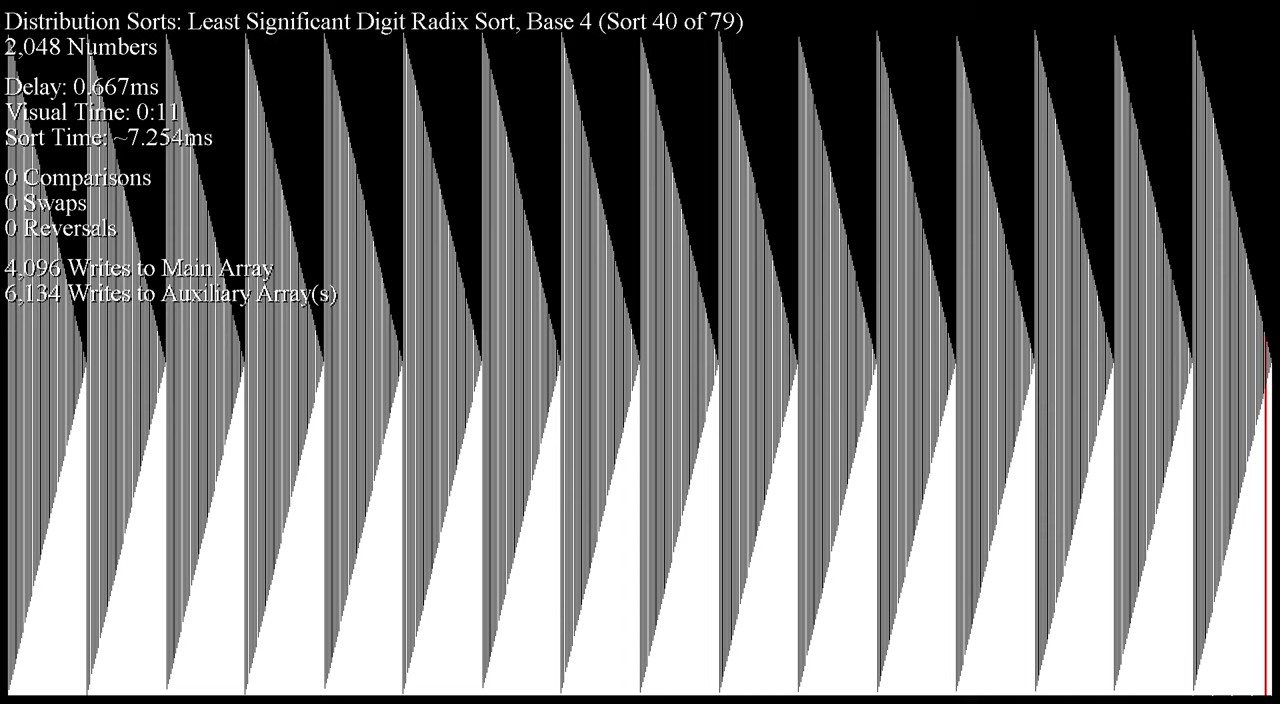 Distribution Sorts: Least Significant Digit Radix Sort, Base 4 (Sort 40 of 79)
2,048 Numbers
Delay: 0.667ms
Visual Time: 0:11
Sort Time: ~7.254ms
0 Comparisons
0 Swaps
0 Reversals
4,096 Writes to Main Array
6,134 Writes to Auxiliary Array(s)